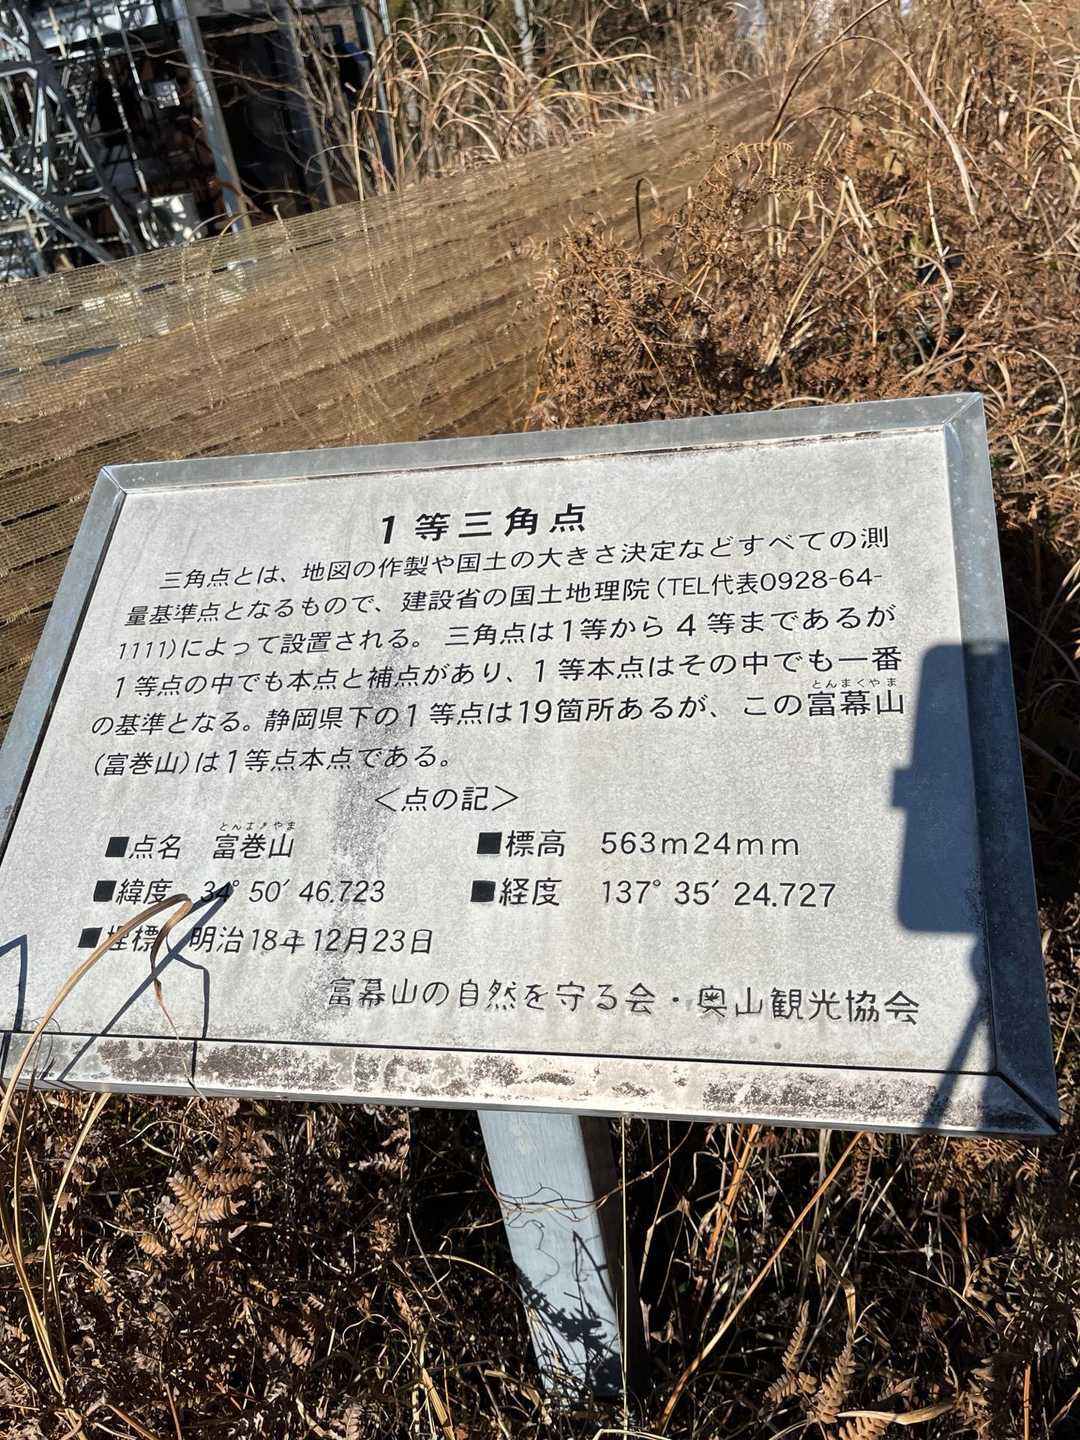 1等三角点
三角点とは、地図の作製や国土の大きさ決定などすべての測
量基準点となるもので、建設省の国土地理院(TEL代表0928-64-
1111)によって設置される。三角点は1等から4等まであるが
1等点の中でも本点と補点があり、1等本点はその中でも一番
の基準となる。静岡県下の1等点は19箇所あるが、この富幕山
とんまくやま
(富巻山)は1等点本点である。
<点の記>
とんまきやま
■点名 富巻山 ■標高 563m24mm
■緯度 34°50′46.723 ■経度 137°35′24.727
■埋標 明治18年12月23日
富幕山の自然を守る会・奥山観光協会